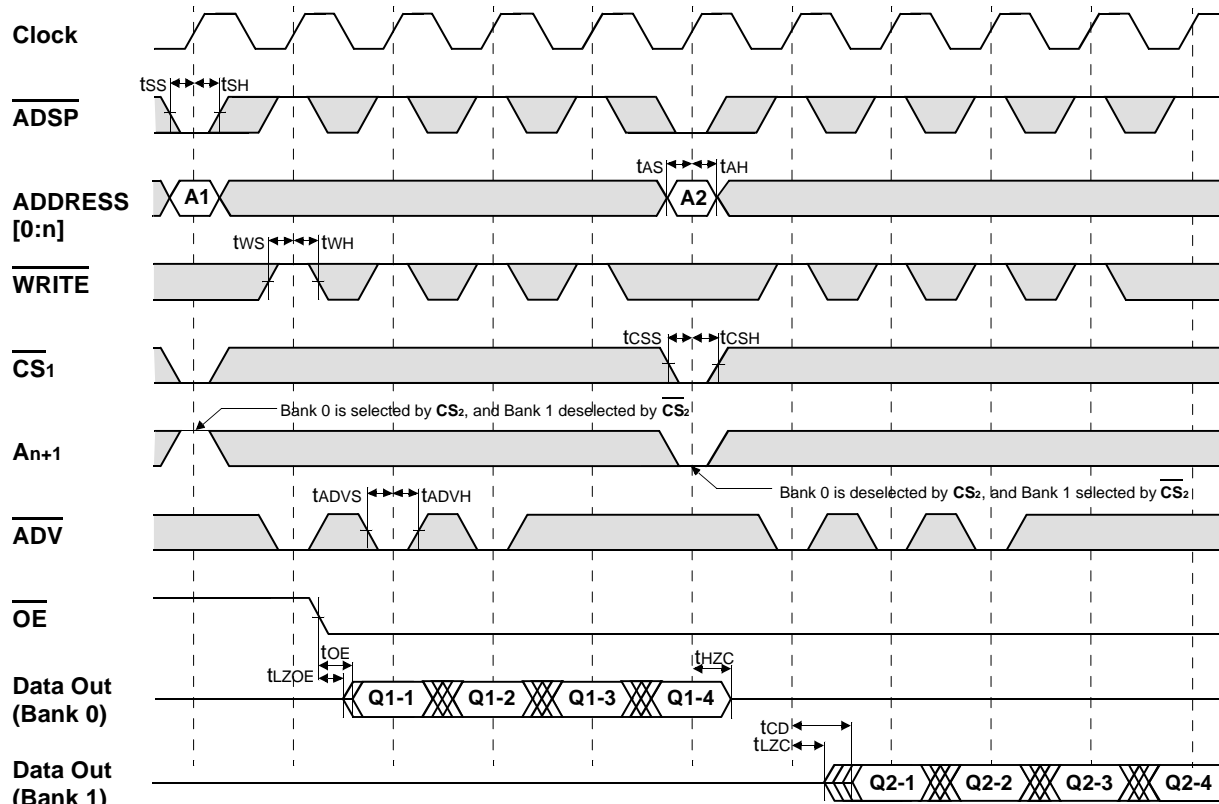 Clock
tSS
tSH
ADSP
tAS
tAH
ADDRESS
[0:n]
A1
A2
tWS
tWH
WRITE
tCSS
tCSH
CS1
Bank 0 is selected by CS2, and Bank 1 deselected by CS2
An+1
Bank 0 is deselected by CS2, and Bank 1 selected by CS2
tADVS
tADVH
ADV
OE
tOE
tLZOE
tHZC
Data Out
(Bank 0)
Q1-1
Q1-2
Q1-3
Q1-4
tCD
tLZC
Data Out
(Bank 1)
Q2-1
Q2-2
Q2-3
Q2-4